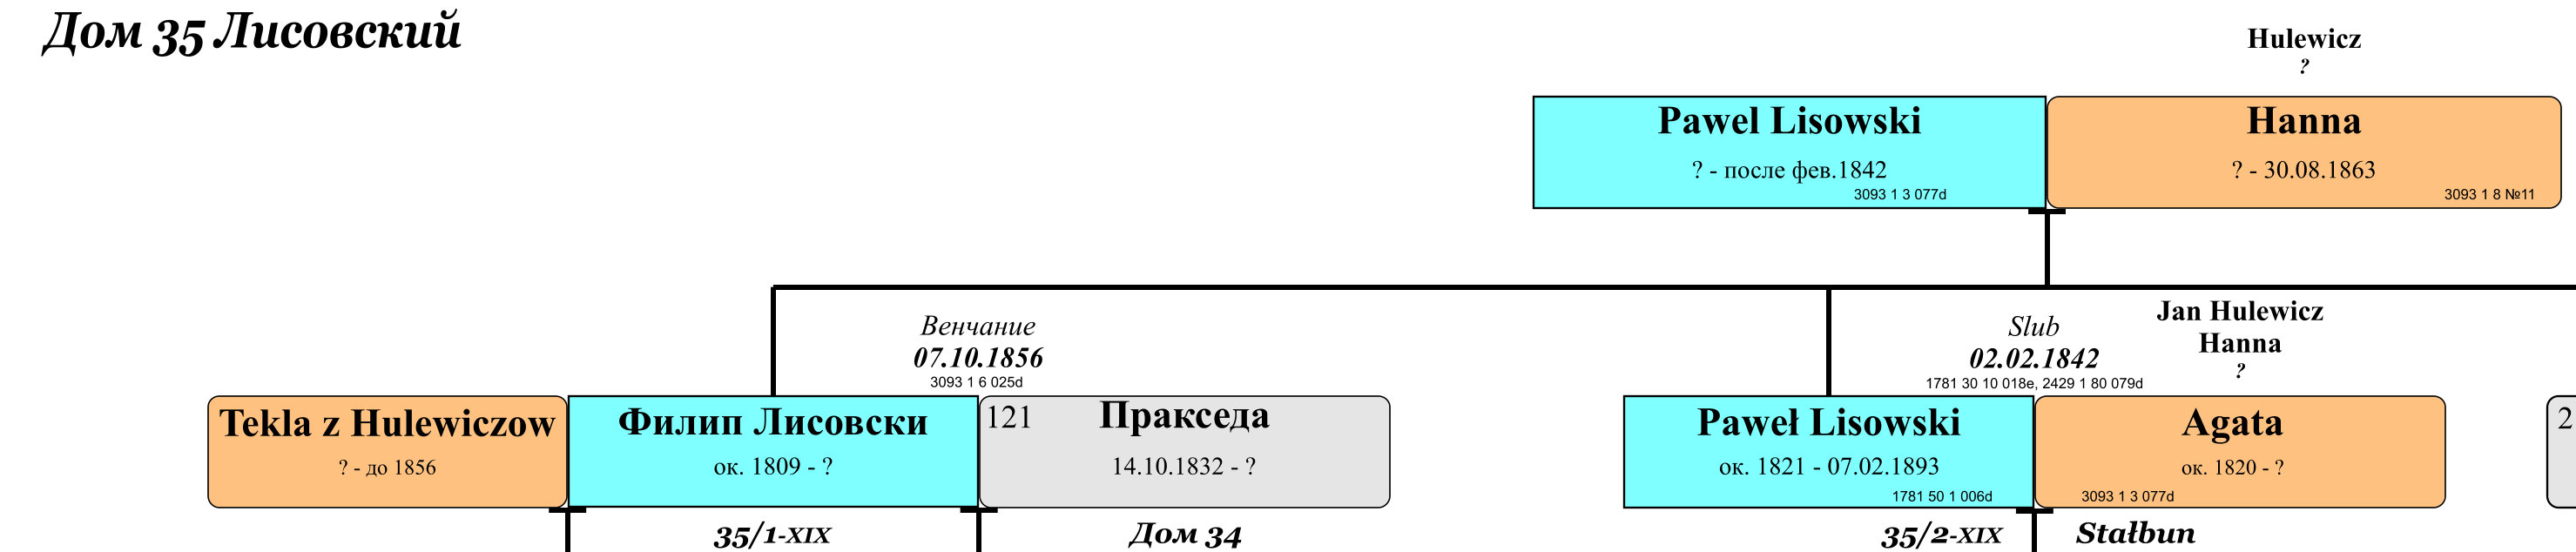 Дом 35 Лисовский
Hulewicz
?
Pawel Lisowski
? - после фев.1842
3093 1 3 077d
Hanna
? - 30.08.1863
3093 1 8 №11
Венчание
07.10.1856
3093 1 6 025d
Slub
02.02.1842
1781 30 10 018e, 2429 1 80 079d
Jan Hulewicz
Hanna
?
Tekla z Hulewiczow
? - до 1856
Филип Лисовски
ок. 1809 - ?
121
Пракседа
14.10.1832 - ?
Paweł Lisowski
ок. 1821 - 07.02.1893
1781 50 1 006d
Agata
ок. 1820 - ?
3093 1 3 077d
2
35/1-XIX
Дом 34
35/2-XIX
Stałbun